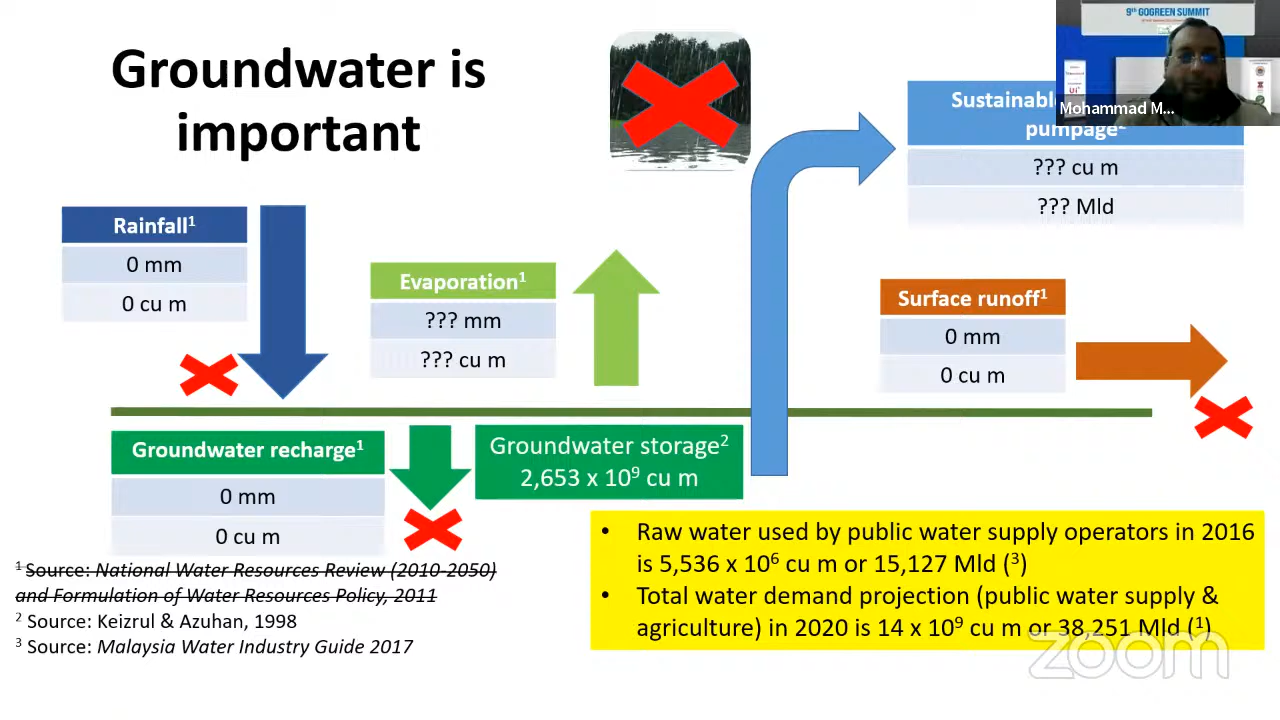 Groundwater is
important
9th GOGREEN SUMMIT
Mohammad M...
Sustainabl
pumpage²
??? cu m
??? Mld
Rainfall¹
0 mm
0 cu m
Evaporation¹
??? mm
??? cu m
Surface runoff¹
0 mm
0 cu m
Groundwater recharge¹
0 mm
0 cu m
Groundwater storage²
2,653 x 10⁹ cu m
• Raw water used by public water supply operators in 2016
is 5,536 x 10⁶ cu m or 15,127 Mld (³)
• Total water demand projection (public water supply &
agriculture) in 2020 is 14 x 10⁹ cu m or 38,251 Mld (¹)
¹ Source: National Water Resources Review (2010-2050)
and Formulation of Water Resources Policy, 2011
² Source: Keizrul & Azuhan, 1998
³ Source: Malaysia Water Industry Guide 2017
zoom